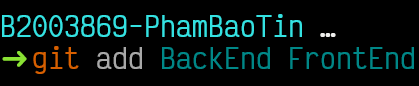 B2003869-PhamBaoTin …
➜git add BackEnd FrontEnd